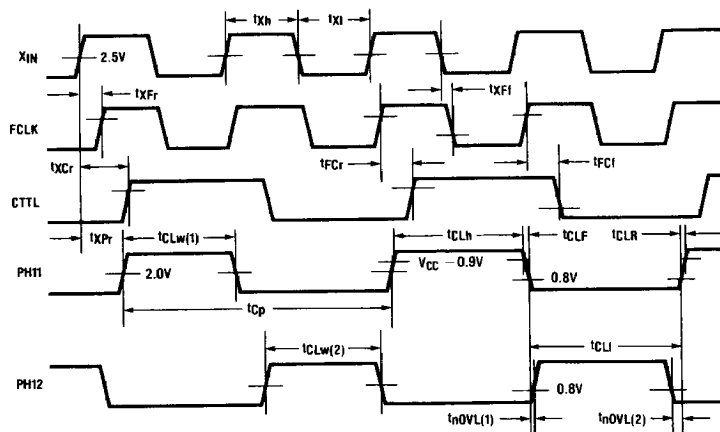 tXh
tXI
XIN
2.5V
tXFr
tXFf
FCLK
tXCr
tFCr
tFCf
CTTL
tXPr
tCLw(1)
tCLh
tCLF
tCLR
PH11
2.0V
VCC – 0.9V
0.8V
tCp
tCLw(2)
tCLI
PH12
0.8V
tnOVL(1)
tnOVL(2)